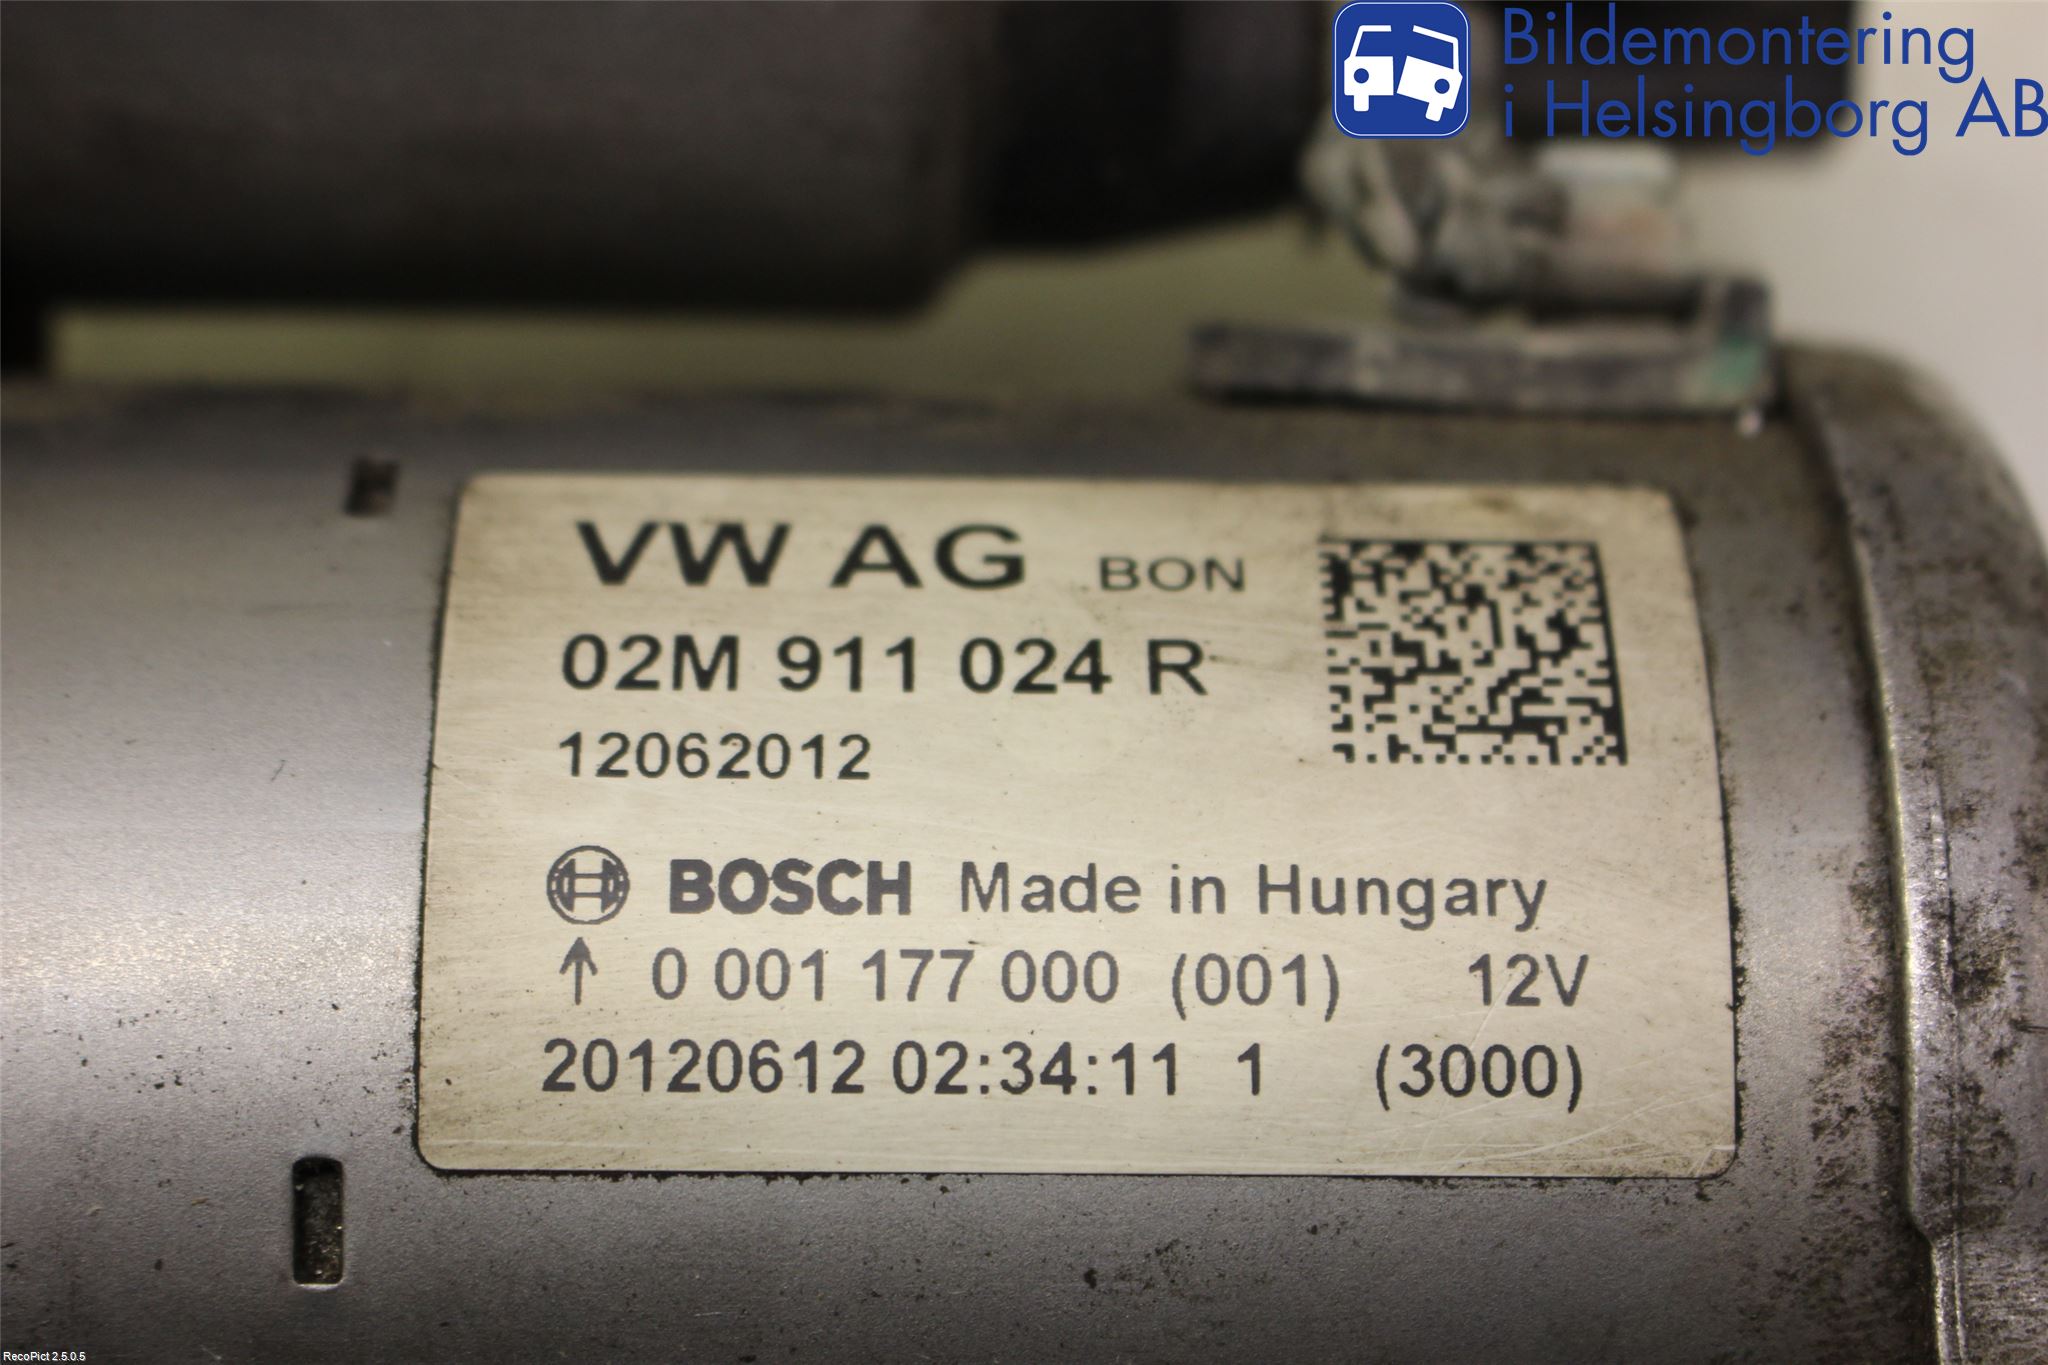 Bildemontering
i Helsingborg AB
VW AG BON
02M 911 024 R
12062012
BOSCH Made in Hungary
↑ 0 001 177 000 (001) 12V
20120612 02:34:11 1 (3000)
RecoPict 2.5.0.5